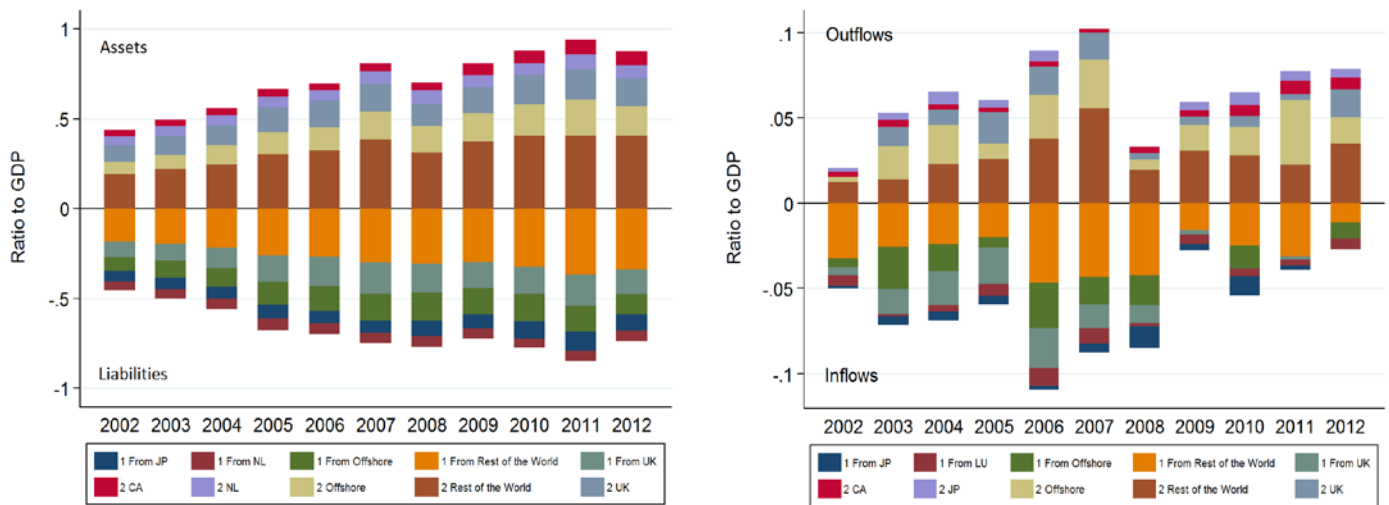 Ratio to GDP
1
.5
0
-.5
-1
Assets
Liabilities
2002 2003 2004 2005 2006 2007 2008 2009 2010 2011 2012
1 From JP 1 From NL 1 From Offshore 1 From Rest of the World 1 From UK
2 CA 2 NL 2 Offshore 2 Rest of the World 2 UK
Ratio to GDP
.1
.05
0
-.05
-.1
Outflows
Inflows
2002 2003 2004 2005 2006 2007 2008 2009 2010 2011 2012
1 From JP 1 From LU 1 From Offshore 1 From Rest of the World 1 From UK
2 CA 2 JP 2 Offshore 2 Rest of the World 2 UK